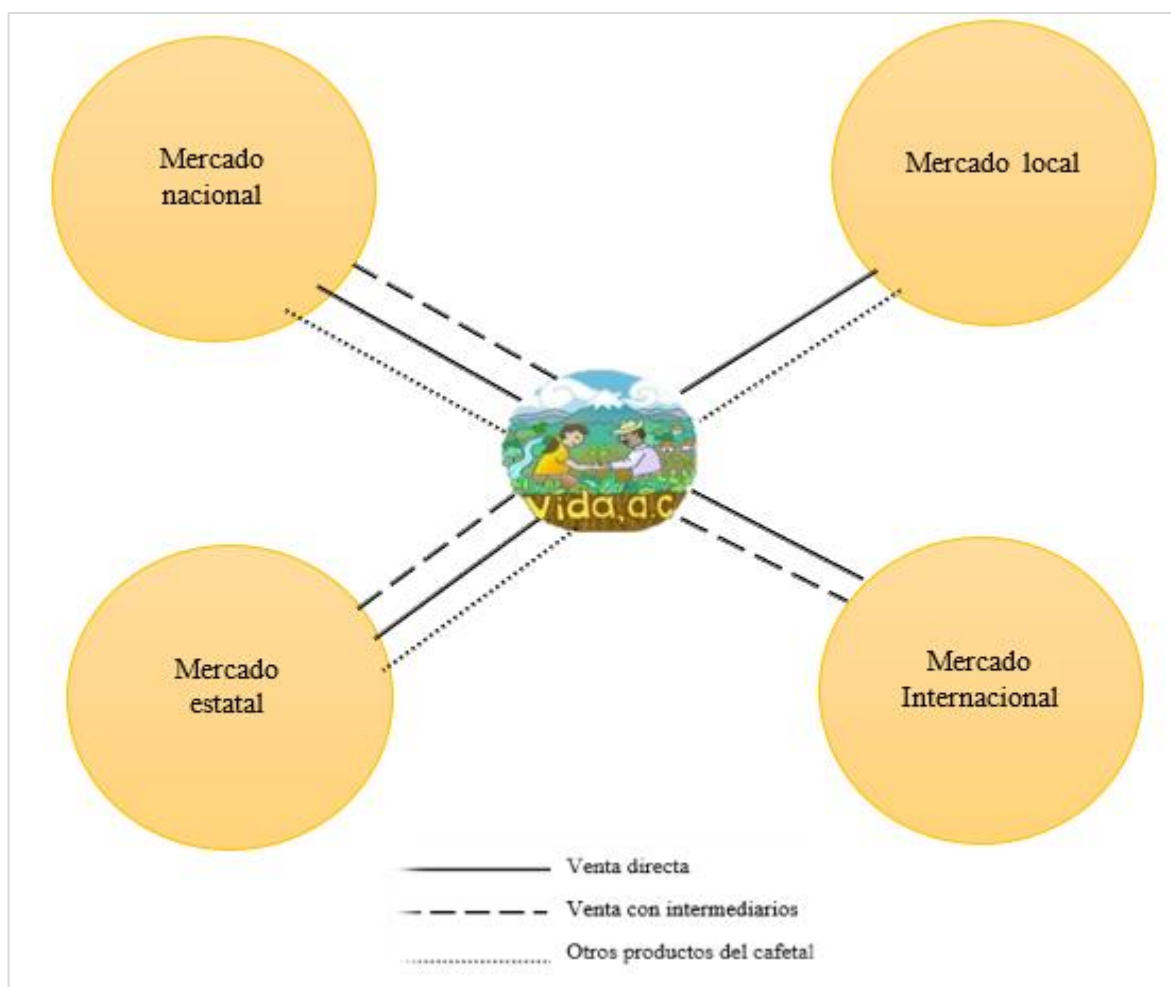 Mercado
nacional
Mercado local
Vida, a.c
Mercado
estatal
Mercado
Internacional
Venta directa
Venta con intermediarios
Otros productos del cafetal